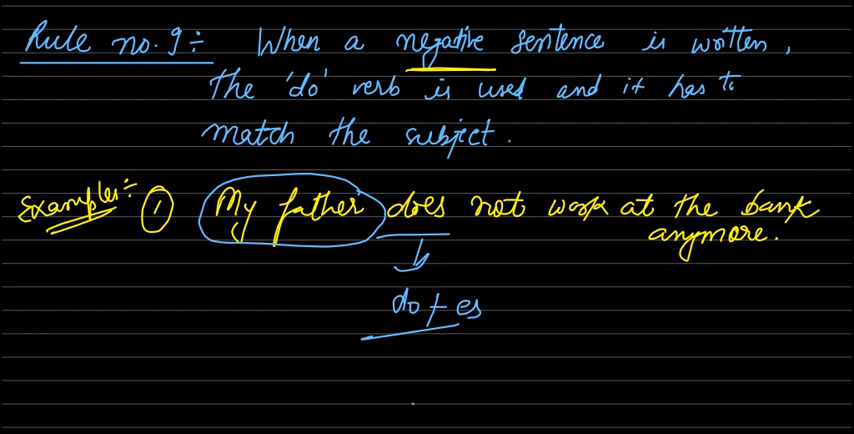 Rule no. 9 ÷ When a negative sentence is written,
the 'do' verb is used and it has to
match the subject.
Examples ÷ 1 My father does not work at the bank
anymore.
do + es